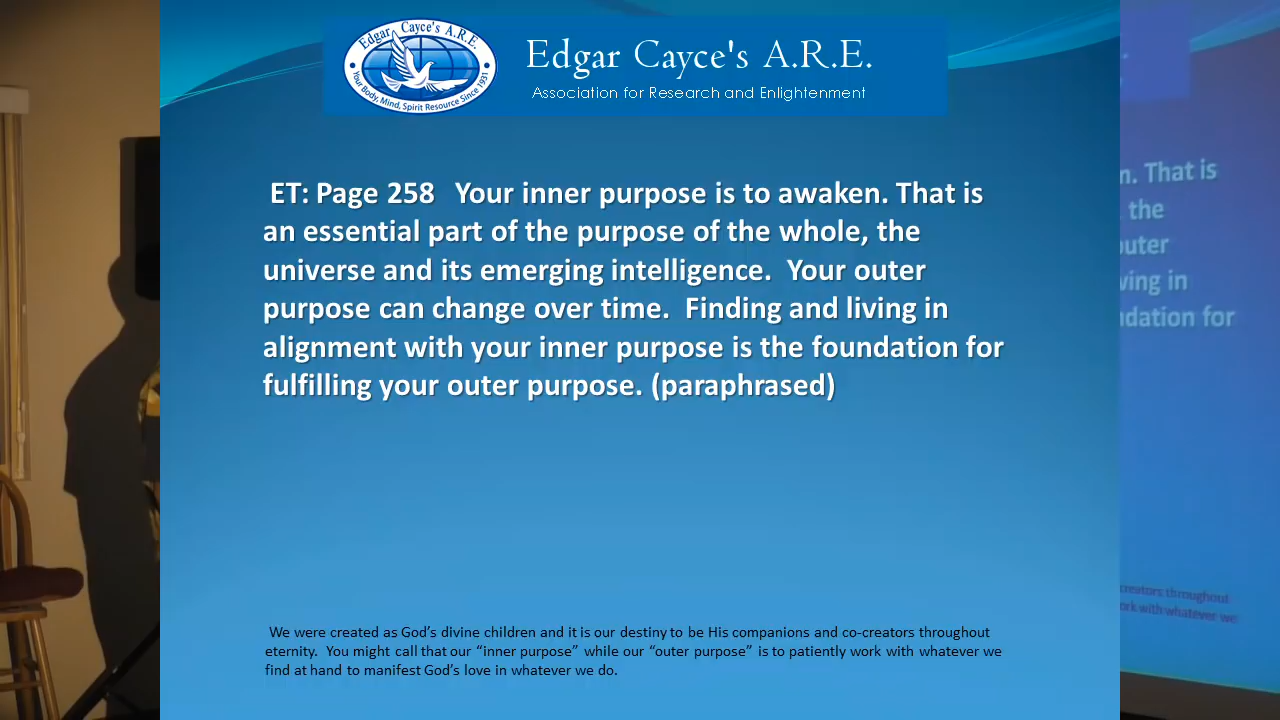 Edgar Cayce's A.R.E.
Your Body, Mind, Spirit Resource Since 1931
Edgar Cayce's A.R.E.
Association for Research and Enlightenment
ET: Page 258 Your inner purpose is to awaken. That is
an essential part of the purpose of the whole, the
universe and its emerging intelligence. Your outer
purpose can change over time. Finding and living in
alignment with your inner purpose is the foundation for
fulfilling your outer purpose. (paraphrased)
We were created as God's divine children and it is our destiny to be His companions and co-creators throughout
eternity. You might call that our “inner purpose” while our “outer purpose” is to patiently work with whatever we
find at hand to manifest God's love in whatever we do.
That is
the
ving in
for
creators throughout
work with whatever we